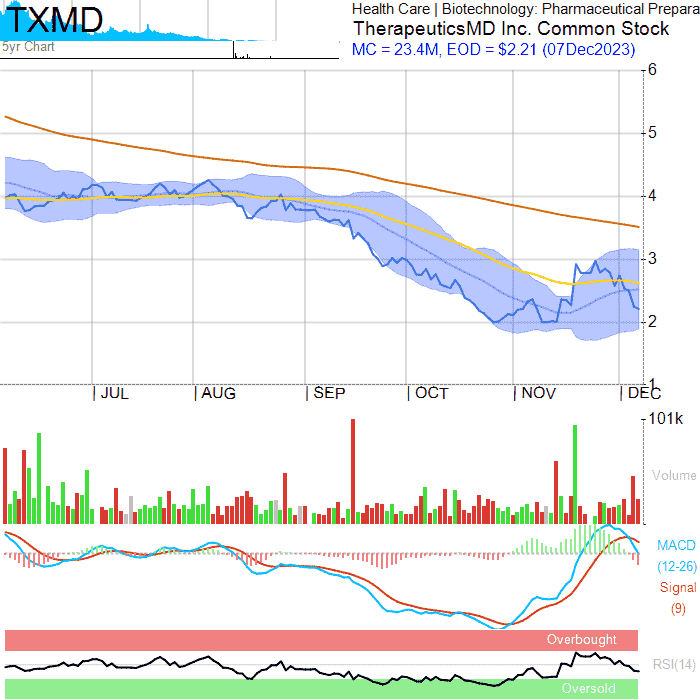 TXMD
5yr Chart
Health Care | Biotechnology: Pharmaceutical Prepara
TherapeuticsMD Inc. Common Stock
MC = 23.4M, EOD = $2.21 (07Dec2023)
6
5
4
3
2
1
JUL
AUG
SEP
OCT
NOV
DEC
101k
Volume
MACD
(12-26)
Signal
(9)
Overbought
RSI(14)
Oversold